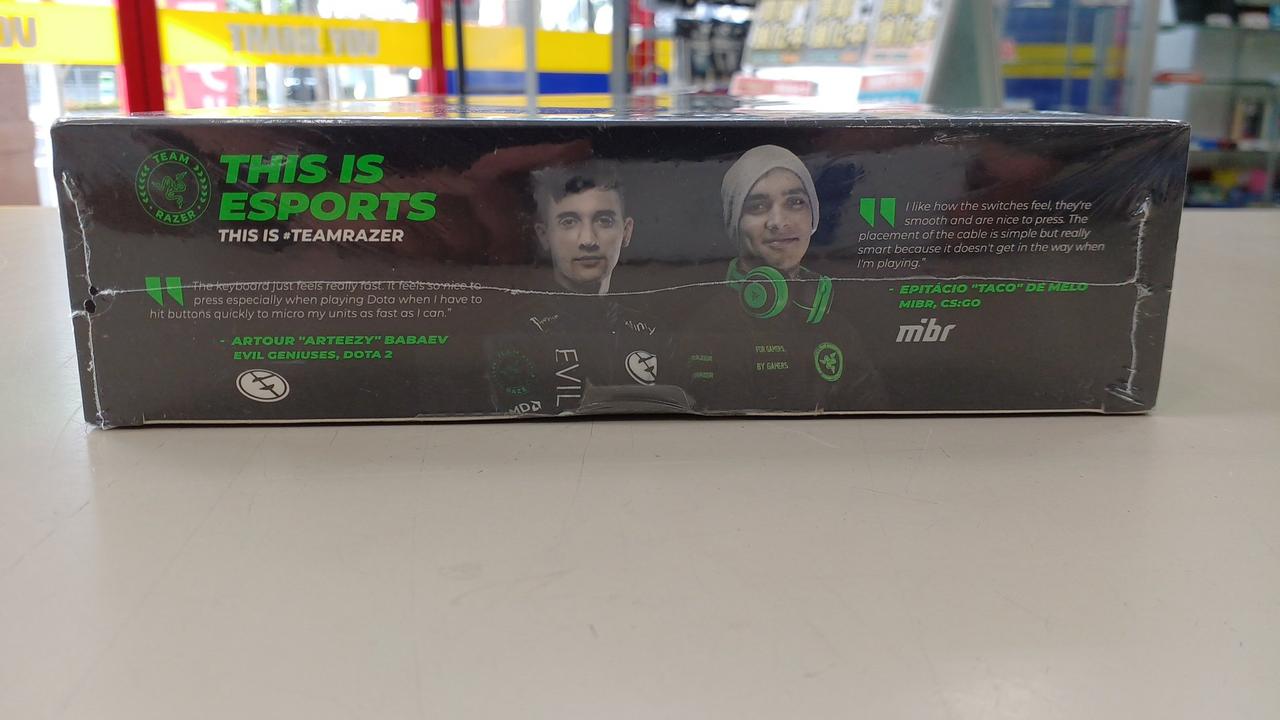 TEAM
RAZER
THIS IS
ESPORTS
THIS IS #TEAMRAZER
The keyboard just feels really fast. It feels so nice to
press especially when playing Dota when I have to
hit buttons quickly to micro my units as fast as I can."
- ARTOUR "ARTEEZY" BABAEV
EVIL GENIUSES, DOTA 2
EVIL
FOR GAMERS.
BY GAMERS.
I like how the switches feel, they're
smooth and are nice to press. The
placement of the cable is simple but really
smart because it doesn't get in the way when
I'm playing."
- EPITÁCIO "TACO" DE MELO
MIBR, CS:GO
mibr